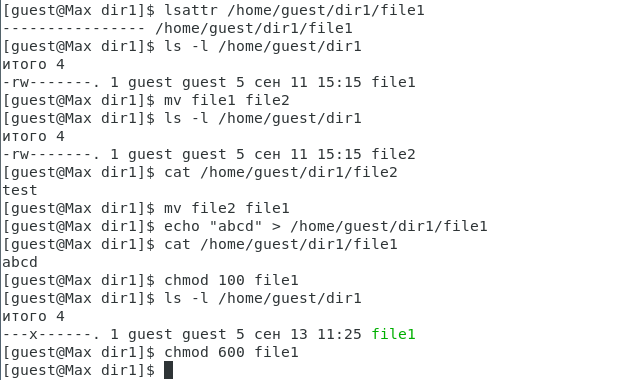 [guest@Max dir1]$ lsattr /home/guest/dir1/file1
---------------- /home/guest/dir1/file1
[guest@Max dir1]$ ls -l /home/guest/dir1
итого 4
-rw-------. 1 guest guest 5 сен 11 15:15 file1
[guest@Max dir1]$ mv file1 file2
[guest@Max dir1]$ ls -l /home/guest/dir1
итого 4
-rw-------. 1 guest guest 5 сен 11 15:15 file2
[guest@Max dir1]$ cat /home/guest/dir1/file2
test
[guest@Max dir1]$ mv file2 file1
[guest@Max dir1]$ echo "abcd" > /home/guest/dir1/file1
[guest@Max dir1]$ cat /home/guest/dir1/file1
abcd
[guest@Max dir1]$ chmod 100 file1
[guest@Max dir1]$ ls -l /home/guest/dir1
итого 4
---x------. 1 guest guest 5 сен 13 11:25 file1
[guest@Max dir1]$ chmod 600 file1
[guest@Max dir1]$